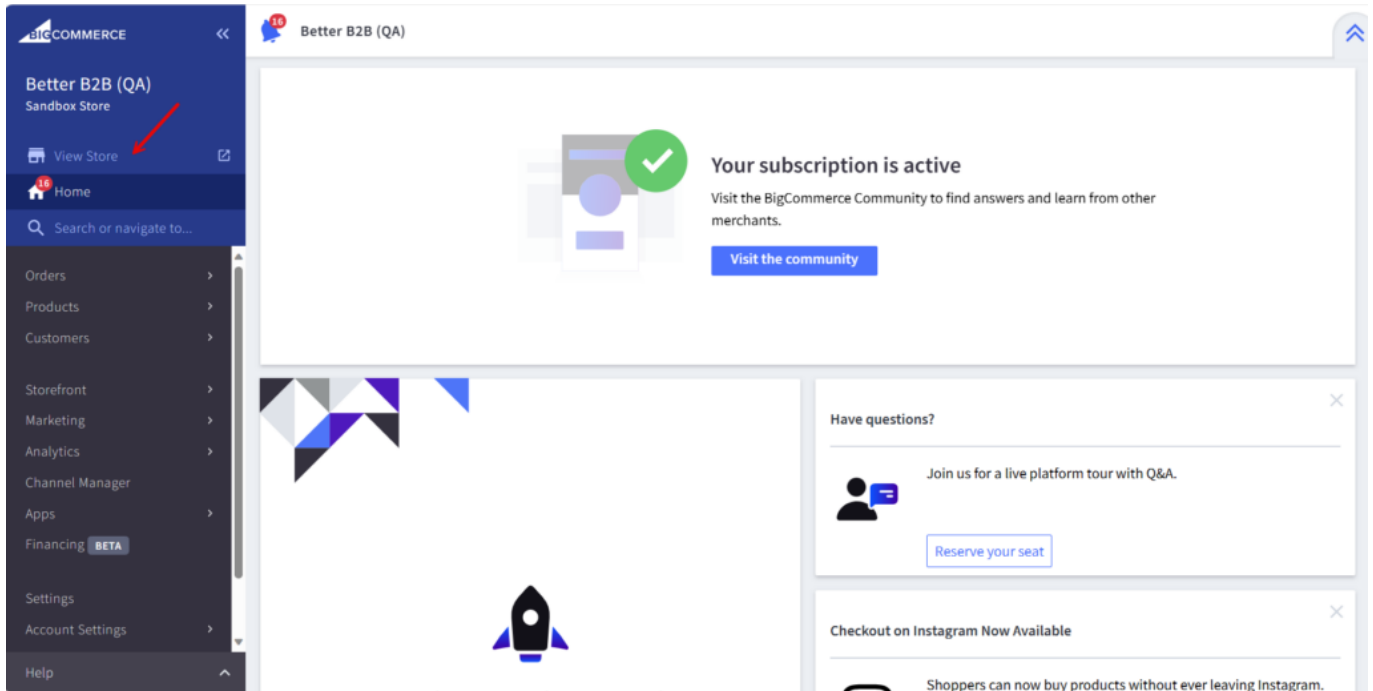 BIGCOMMERCE
Better B2B (QA)
Sandbox Store
View Store
16
Home
Search or navigate to...
Orders
Products
Customers
Storefront
Marketing
Analytics
Channel Manager
Apps
Financing BETA
Settings
Account Settings
Help
16
Better B2B (QA)
Your subscription is active
Visit the BigCommerce Community to find answers and learn from other
merchants.
Visit the community
Have questions?
Join us for a live platform tour with Q&A.
Reserve your seat
Checkout on Instagram Now Available
Shoppers can now buy products without ever leaving Instagram.